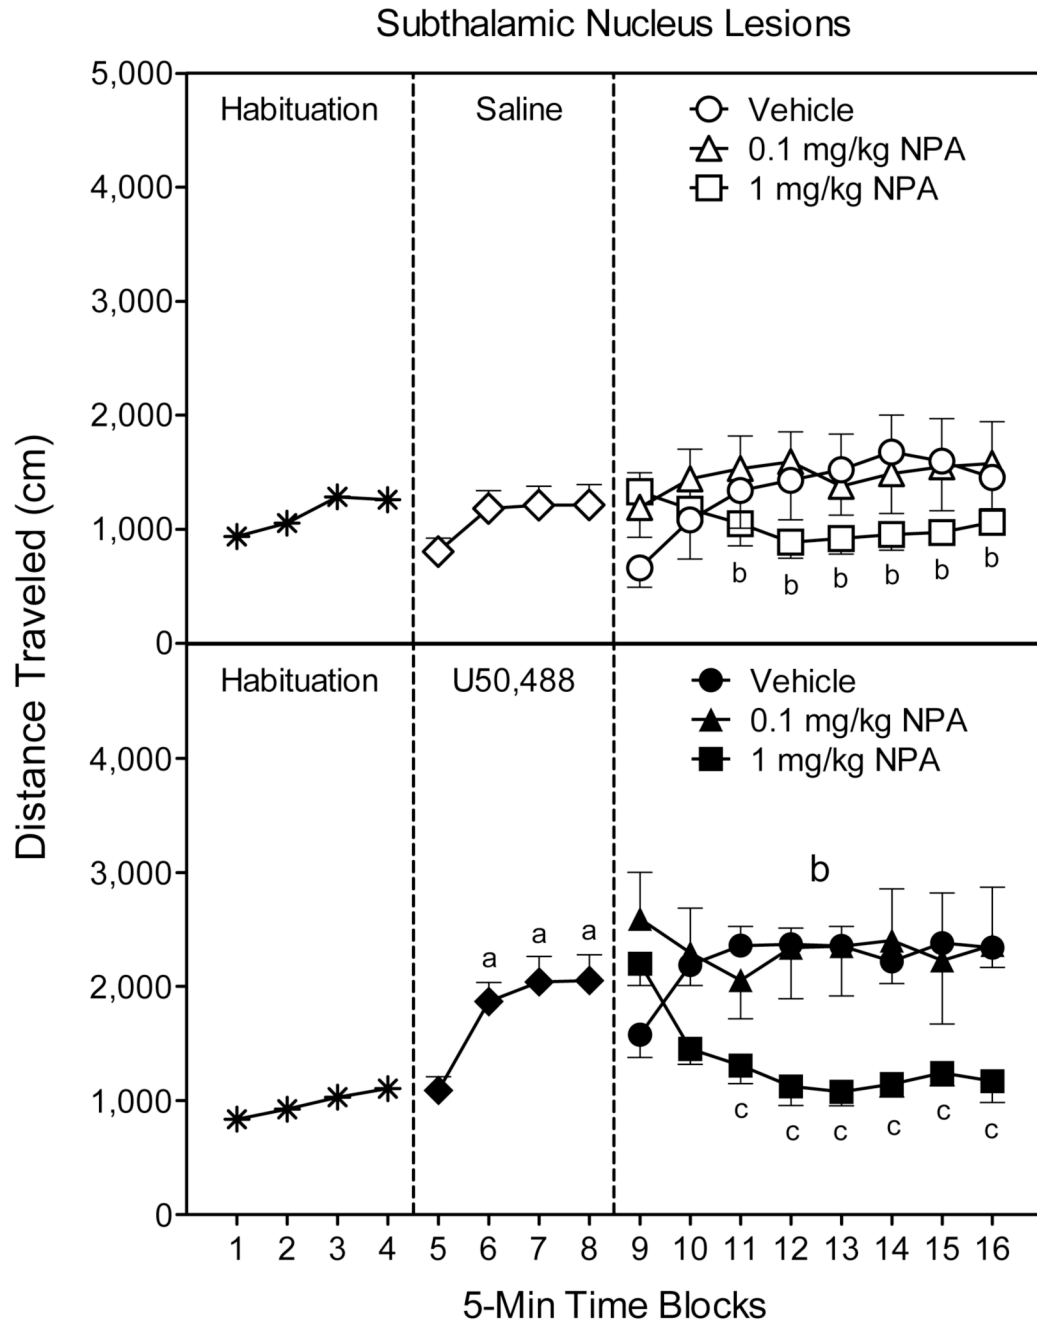 Subthalamic Nucleus Lesions
5,000
Habituation
Saline
Vehicle
0.1 mg/kg NPA
1 mg/kg NPA
4,000
3,000
2,000
1,000
0
b b b b b b
Habituation
U50,488
Vehicle
0.1 mg/kg NPA
1 mg/kg NPA
4,000
3,000
2,000
1,000
0
a a a
b
c c c c c c
1 2 3 4 5 6 7 8 9 10 11 12 13 14 15 16
5-Min Time Blocks
Distance Traveled (cm)